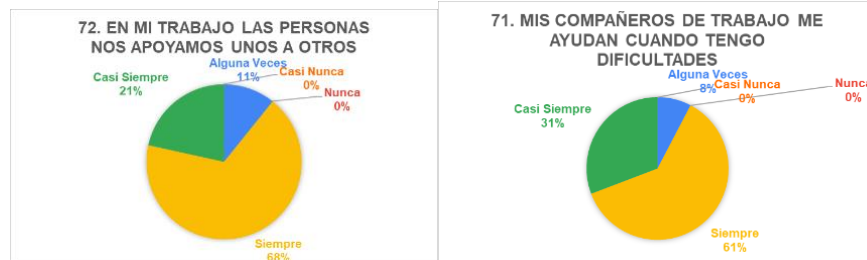 72. EN MI TRABAJO LAS PERSONAS
NOS APOYAMOS UNOS A OTROS
Alguna Veces
11%
Casi Nunca
0%
Nunca
0%
Casi Siempre
21%
Siempre
68%
71. MIS COMPAÑEROS DE TRABAJO ME
AYUDAN CUANDO TENGO
DIFICULTADES
Alguna Veces
8%
Casi Nunca
0%
Nunca
0%
Casi Siempre
31%
Siempre
61%